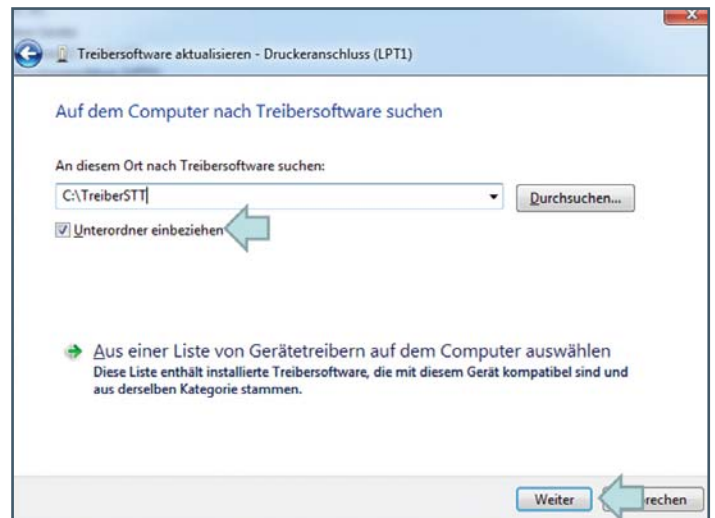 Treibersoftware aktualisieren - Druckeranschluss (LPT1)
Auf dem Computer nach Treibersoftware suchen
An diesem Ort nach Treibersoftware suchen:
C:\TreiberSTT
Durchsuchen...
Unterordner einbeziehen
Aus einer Liste von Gerätetreibern auf dem Computer auswählen
Diese Liste enthält installierte Treibersoftware, die mit diesem Gerät kompatibel sind und
aus derselben Kategorie stammen.
Weiter
rechen